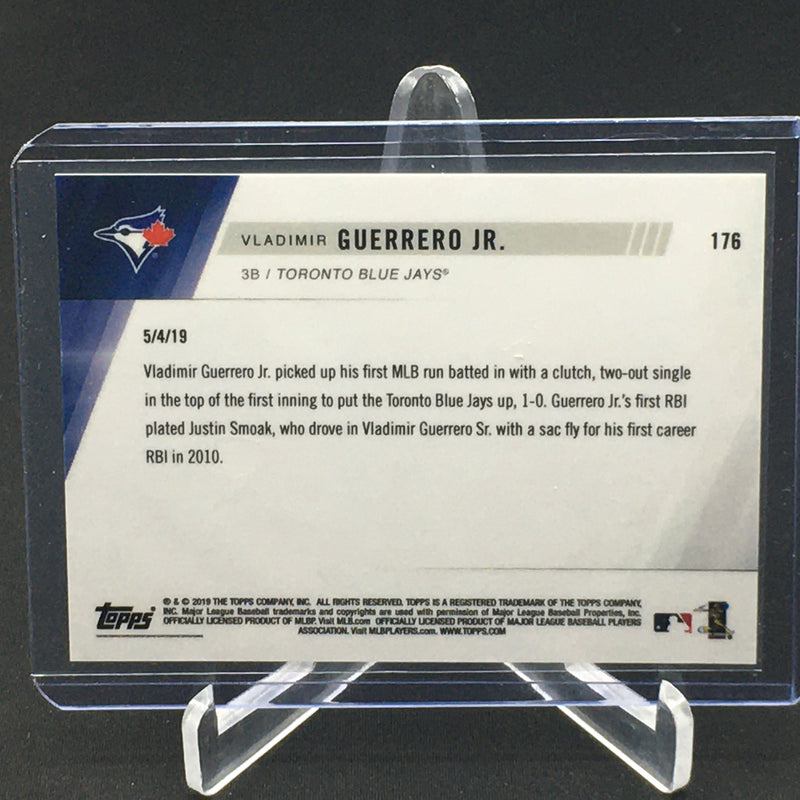 VLADIMIR GUERRERO JR. 176
3B / TORONTO BLUE JAYS®
5/4/19
Vladimir Guerrero Jr. picked up his first MLB run batted in with a clutch, two-out single
in the top of the first inning to put the Toronto Blue Jays up, 1-0. Guerrero Jr.'s first RBI
plated Justin Smoak, who drove in Vladimir Guerrero Sr. with a sac fly for his first career
RBI in 2010.
Topps®
® & © 2019 THE TOPPS COMPANY, INC. ALL RIGHTS RESERVED. TOPPS IS A REGISTERED TRADEMARK OF THE TOPPS COMPANY,
INC. Major League Baseball trademarks and copyrights are used with permission of Major League Baseball Properties, Inc.
OFFICIALLY LICENSED PRODUCT OF MLBP. Visit MLB.com OFFICIALLY LICENSED PRODUCT OF MAJOR LEAGUE BASEBALL PLAYERS
ASSOCIATION. Visit MLBPLAYERS.com. WWW.TOPPS.COM